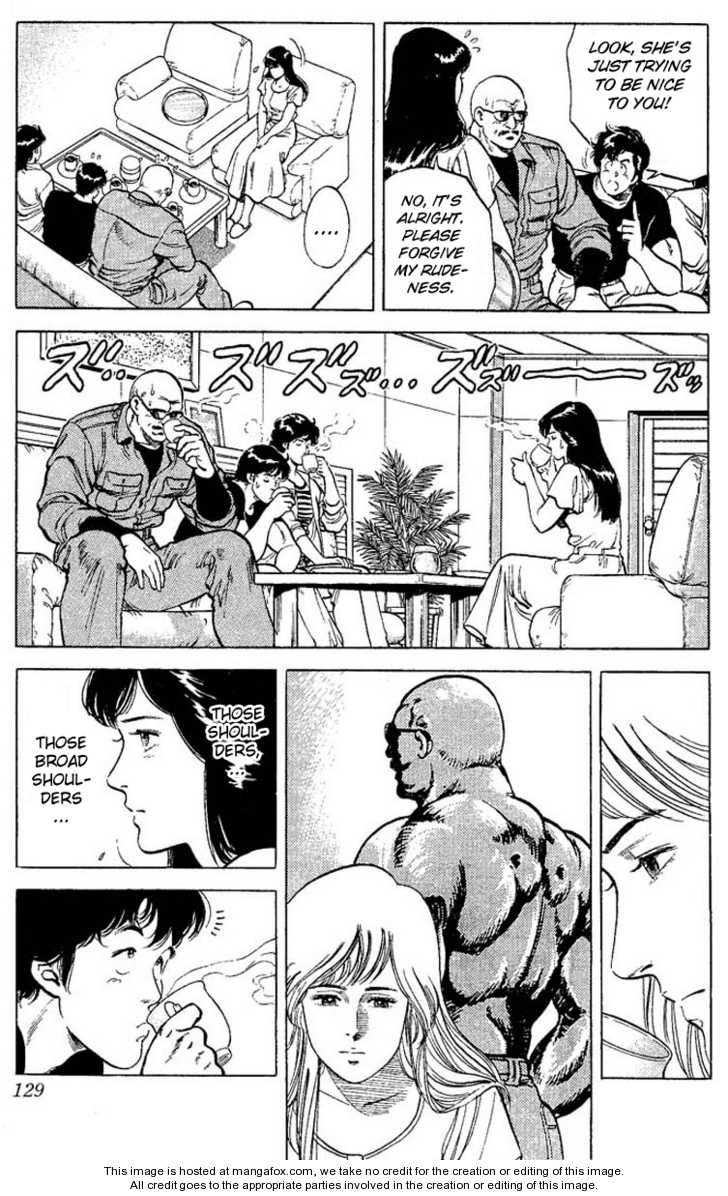 LOOK, SHE'S
JUST TRYING
TO BE NICE
TO YOU!
NO, IT'S
ALRIGHT.
PLEASE
FORGIVE
MY RUDE-
NESS.
....
ズズ...
ズズズ...
ズズーー
ズッ
THOSE
SHOUL-
DERS,
THOSE
BROAD
SHOUL-
DERS
...
129
This image is hosted at mangafox.com, we take no credit for the creation or editing of this image.
All credit goes to the appropriate parties involved in the creation or editing of this image.